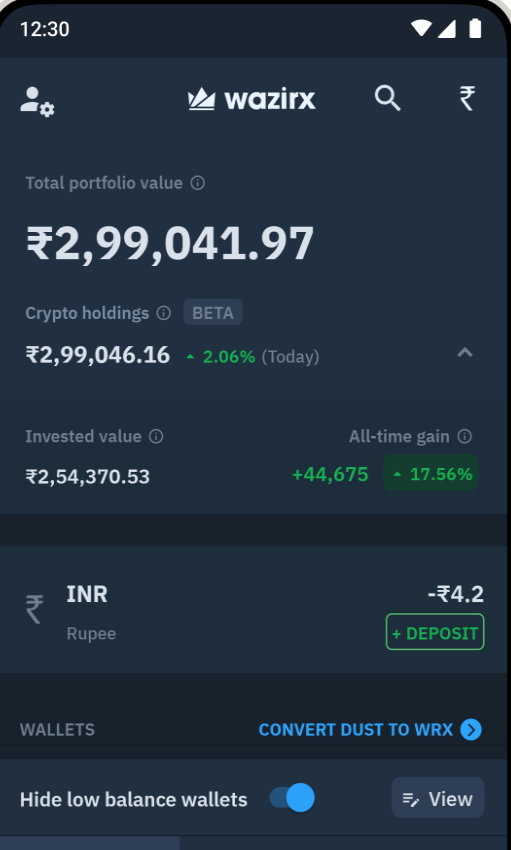 12:30
wazirx ₹
Total portfolio value
₹2,99,041.97
Crypto holdings BETA
₹2,99,046.16 2.06% (Today)
Invested value All-time gain
₹2,54,370.53 +44,675 17.56%
₹ INR -₹4.2
Rupee + DEPOSIT
WALLETS CONVERT DUST TO WRX
Hide low balance wallets View